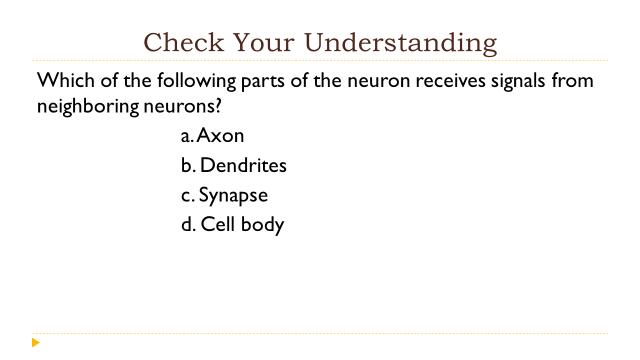 Check Your Understanding
Which of the following parts of the neuron receives signals from
neighboring neurons?
a. Axon
b. Dendrites
c. Synapse
d. Cell body